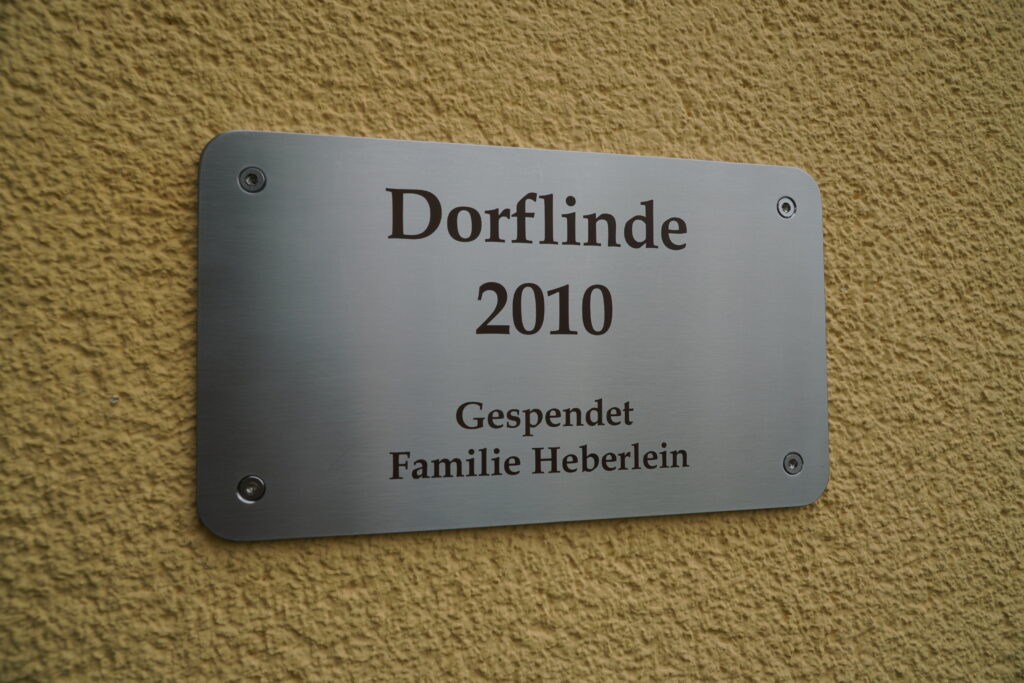 Dorflinde
2010
Gespendet
Familie Heberlein